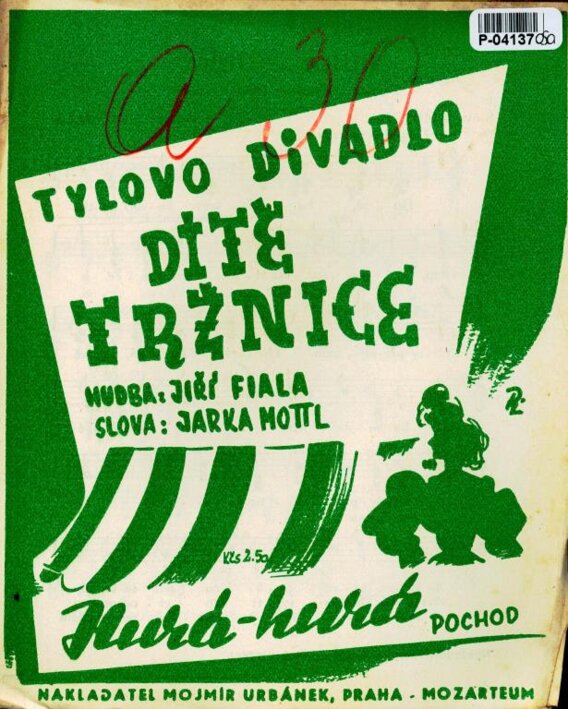 P-04137 050
a 30
TYLOVO DIVADLO
DÍTĚ
TRŽNICE
HUDBA: JIŘÍ FIALA
SLOVA: JARKA MOTTL
Kčs 2.50
Hurá-hurá
POCHOD
NAKLADATEL MOJMÍR URBÁNEK, PRAHA - MOZARTEUM